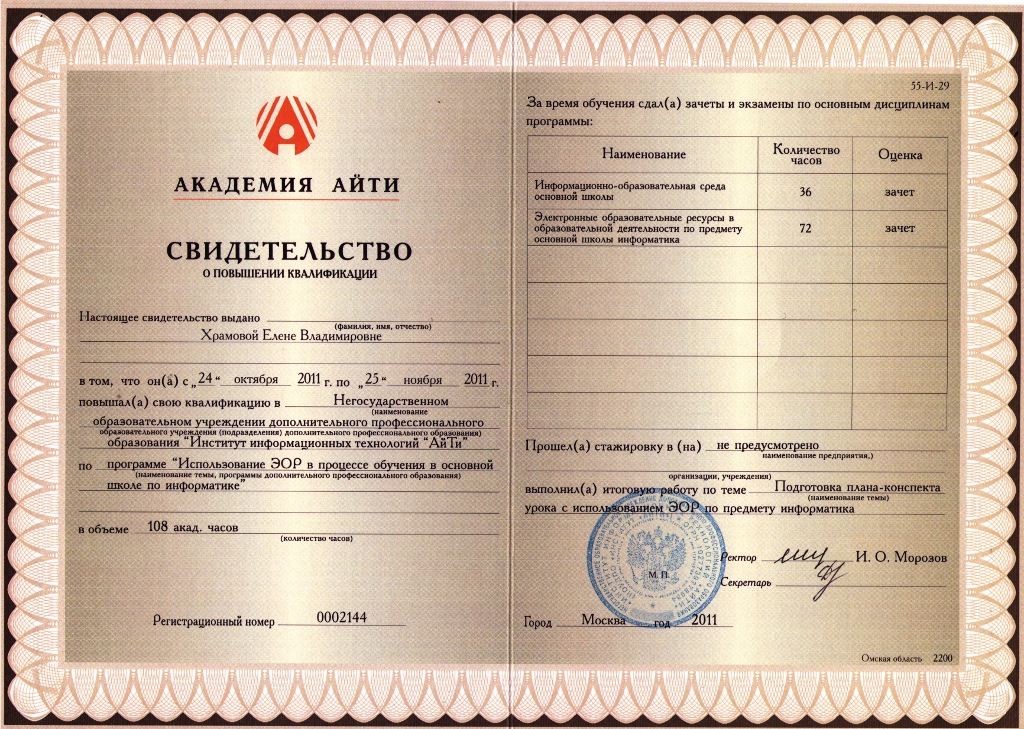 АКАДЕМИЯ АЙТИ
СВИДЕТЕЛЬСТВО
О ПОВЫШЕНИИ КВАЛИФИКАЦИИ
Настоящее свидетельство выдано
(фамилия, имя, отчество)
Храмовой Елене Владимировне
в том, что он(а) с „24“ октября 2011 г. по „25“ ноября 2011 г.
повышал(а) свою квалификацию в Негосударственном
(наименование
образовательном учреждении дополнительного профессионального
образовательного учреждения (подразделения) дополнительного профессионального образования)
образования "Институт информационных технологий "АйТи"
по программе "Использование ЭОР в процессе обучения в основной
(наименование темы, программы дополнительного профессионального образования)
школе по информатике"
в объеме 108 акад. часов
(количество часов)
Регистрационный номер 0002144
55-И-29
За время обучения сдал(а) зачеты и экзамены по основным дисциплинам
программы:
Наименование Количество часов Оценка
Информационно-образовательная среда
основной школы 36 зачет
Электронные образовательные ресурсы в
образовательной деятельности по предмету 72 зачет
основной школы информатика
Прошел(а) стажировку в (на) не предусмотрено
наименование предприятия,)
организации, учреждения)
выполнил(а) итоговую работу по теме Подготовка плана-конспекта
(наименование темы)
урока с использованием ЭОР по предмету информатика
Ректор И. О. Морозов
М. П.
Секретарь
Город Москва год 2011
Омская область 2200